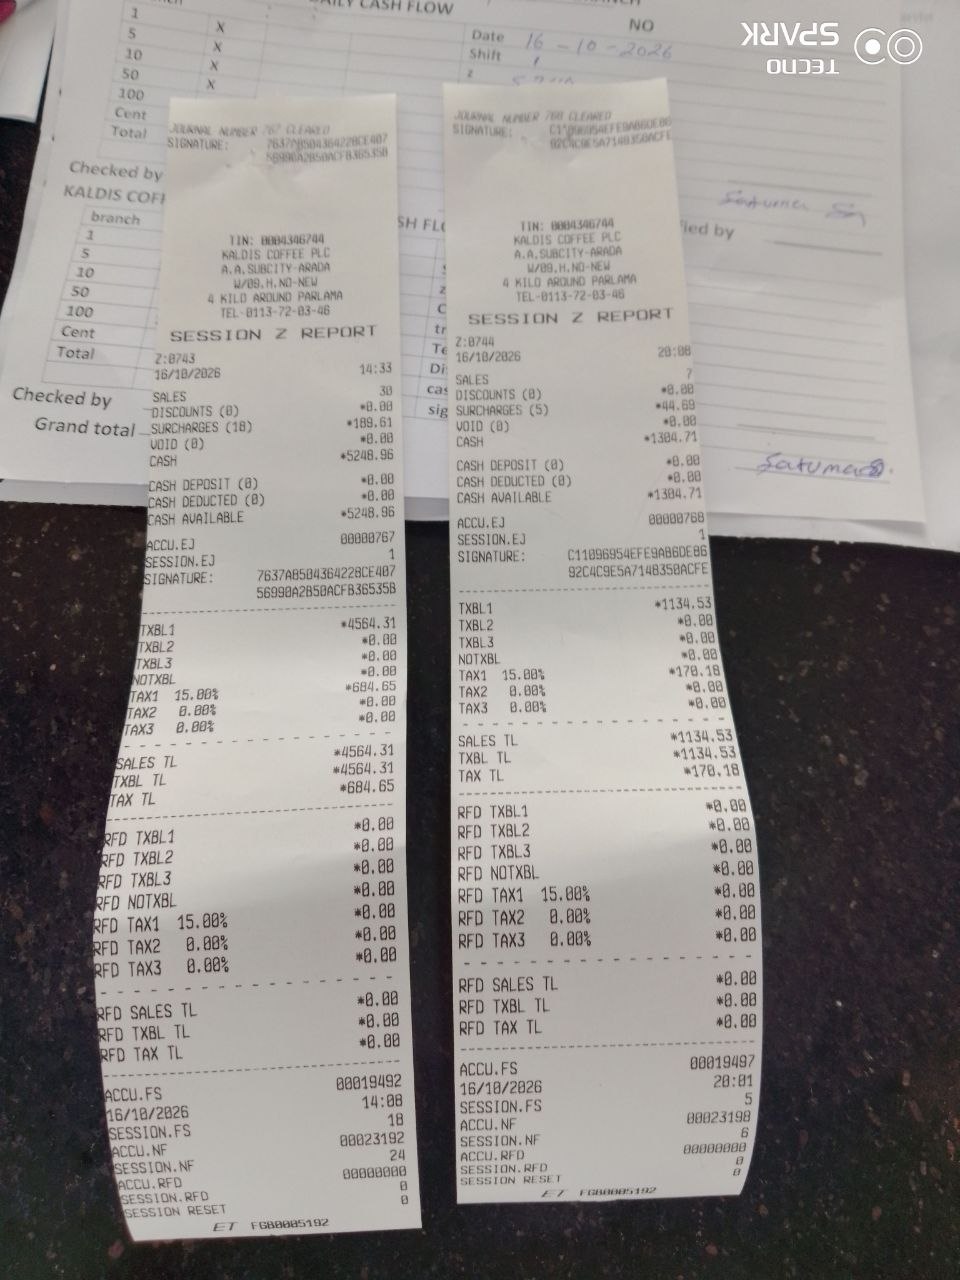 DAILY CASH FLOW
NO
1
5 X
10 X
50 X
100 X
Cent
Total
Date 16-10-2026
Shift 1
z
Checked by
KALDIS COFF
SH FL
branch
1
5
10
50
100
Cent
Total
Checked by
Grand total
Satuma
ied by
Satuma
TECNO
SPARK
JOURNAL NUMBER 767 CLEARED
SIGNATURE: 7637AB504364228CE407
56990A2B50ACFB36535B
TIN: 0004346744
KALDIS COFFEE PLC
A.A,SUBCITY-ARADA
W/09,H.NO-NEW
4 KILO AROUND PARLAMA
TEL-0113-72-03-46
SESSION Z REPORT
Z:0743
16/10/2026 14:33
SALES 30
DISCOUNTS (0) *0.00
SURCHARGES (18) *189.61
VOID (0) *0.00
CASH *5248.96
CASH DEPOSIT (0) *0.00
CASH DEDUCTED (0) *0.00
CASH AVAILABLE *5248.96
ACCU.EJ 00000767
SESSION.EJ 1
SIGNATURE: 7637AB504364228CE407
56990A2B50ACFB36535B
TXBL1 *4564.31
TXBL2 *0.00
TXBL3 *0.00
NOTXBL *0.00
TAX1 15.00% *684.65
TAX2 0.00% *0.00
TAX3 0.00% *0.00
SALES TL *4564.31
TXBL TL *4564.31
TAX TL *684.65
RFD TXBL1 *0.00
RFD TXBL2 *0.00
RFD TXBL3 *0.00
RFD NOTXBL *0.00
RFD TAX1 15.00% *0.00
RFD TAX2 0.00% *0.00
RFD TAX3 0.00% *0.00
RFD SALES TL *0.00
RFD TXBL TL *0.00
RFD TAX TL *0.00
ACCU.FS 00019492
16/10/2026 14:08
SESSION.FS 18
ACCU.NF 00023192
SESSION.NF 24
ACCU.RFD 00000000
SESSION.RFD 0
SESSION RESET 0
ET FGB0005192
JOURNAL NUMBER 768 CLEARED
SIGNATURE: C11096954EFE9AB6DE86
92C4C9E5A714B350ACFE
TIN: 0004346744
KALDIS COFFEE PLC
A.A,SUBCITY-ARADA
W/09,H.NO-NEW
4 KILO AROUND PARLAMA
TEL-0113-72-03-46
SESSION Z REPORT
Z:0744
16/10/2026 20:08
SALES 7
DISCOUNTS (0) *0.00
SURCHARGES (5) *44.69
VOID (0) *0.00
CASH *1304.71
CASH DEPOSIT (0) *0.00
CASH DEDUCTED (0) *0.00
CASH AVAILABLE *1304.71
ACCU.EJ 00000768
SESSION.EJ 1
SIGNATURE: C11096954EFE9AB6DE86
92C4C9E5A714B350ACFE
TXBL1 *1134.53
TXBL2 *0.00
TXBL3 *0.00
NOTXBL *0.00
TAX1 15.00% *170.18
TAX2 0.00% *0.00
TAX3 0.00% *0.00
SALES TL *1134.53
TXBL TL *1134.53
TAX TL *170.18
RFD TXBL1 *0.00
RFD TXBL2 *0.00
RFD TXBL3 *0.00
RFD NOTXBL *0.00
RFD TAX1 15.00% *0.00
RFD TAX2 0.00% *0.00
RFD TAX3 0.00% *0.00
RFD SALES TL *0.00
RFD TXBL TL *0.00
RFD TAX TL *0.00
ACCU.FS 00019497
16/10/2026 20:01
SESSION.FS 5
ACCU.NF 00023198
SESSION.NF 6
ACCU.RFD 00000000
SESSION.RFD 0
SESSION RESET 0
ET FGB0005192